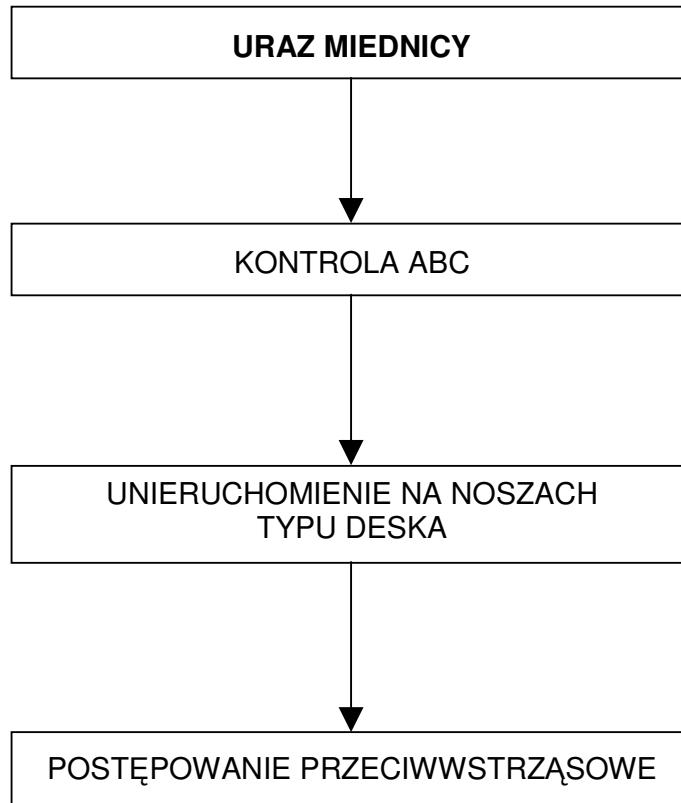 URAZ MIEDNICY
KONTROLA ABC
UNIERUCHOMIENIE NA NOSZACH
TYPU DESKA
POSTĘPOWANIE PRZECIWWSTRZĄSOWE